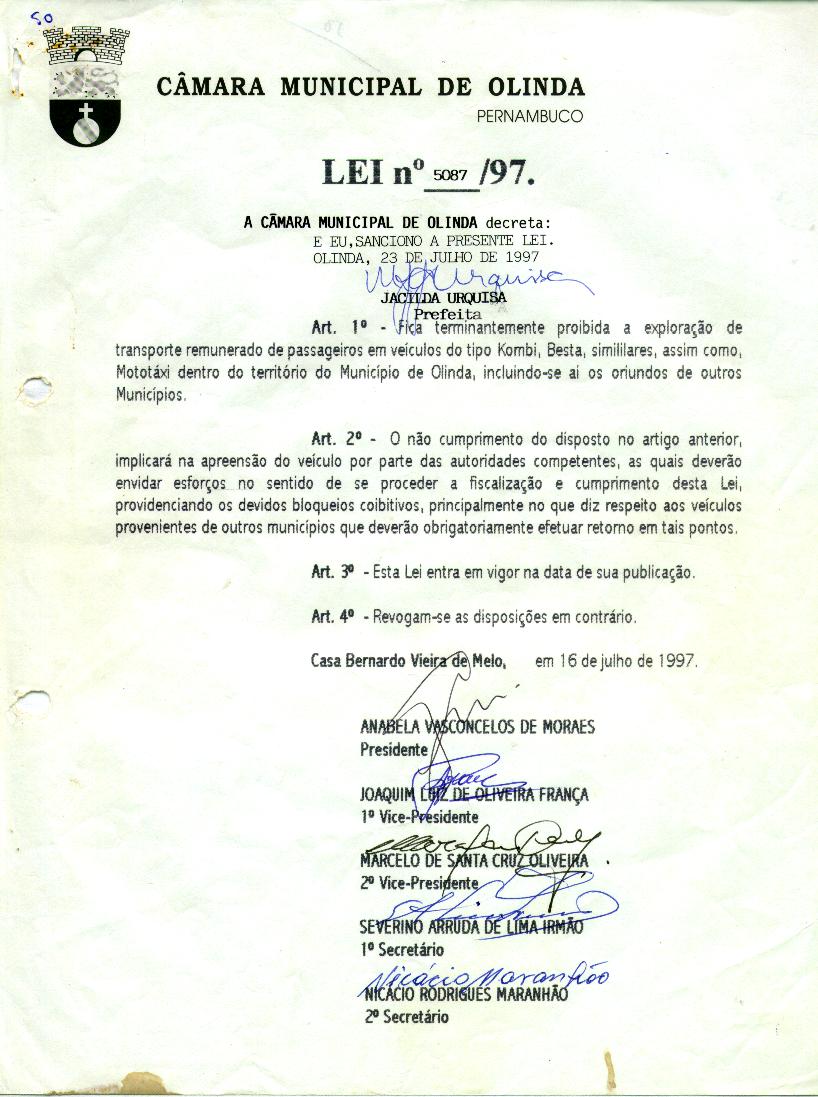 50
CÂMARA MUNICIPAL DE OLINDA
PERNAMBUCO
LEI nº 5087 /97.
A CÃMARA MUNICIPAL DE OLINDA decreta:
E EU,SANCIONO A PRESENTE LEI.
OLINDA, 23 DE JULHO DE 1997
JACILDA URQUISA
Prefeita
Art. 1º - Fica terminantemente proibida a exploração de
transporte remunerado de passageiros em veículos do tipo Kombi, Besta, simililares, assim como,
Mototáxi dentro do território do Município de Olinda, incluindo-se ai os oriundos de outros
Municípios.
Art. 2º - O não cumprimento do disposto no artigo anterior,
implicará na apreensão do veículo por parte das autoridades competentes, as quais deverão
envidar esforços no sentido de se proceder a fiscalização e cumprimento desta Lei,
providenciando os devidos bloqueios coibitivos, principalmente no que diz respeito aos veículos
provenientes de outros municípios que deverão obrigatoriamente efetuar retorno em tais pontos.
Art. 3º - Esta Lei entra em vigor na data de sua publicação.
Art. 4º - Revogam-se as disposições em contrário.
Casa Bernardo Vieira de Melo, em 16 de julho de 1997.
ANABELA VASCONCELOS DE MORAES
Presidente
JOAQUIM LUIZ DE OLIVEIRA FRANÇA
1º Vice-Presidente
MARCELO DE SANTA CRUZ OLIVEIRA
2º Vice-Presidente
SEVERINO ARRUDA DE LIMA IRMÃO
1º Secretário
Nicácio Maranhão
NICÁCIO RODRIGUES MARANHÃO
2º Secretário